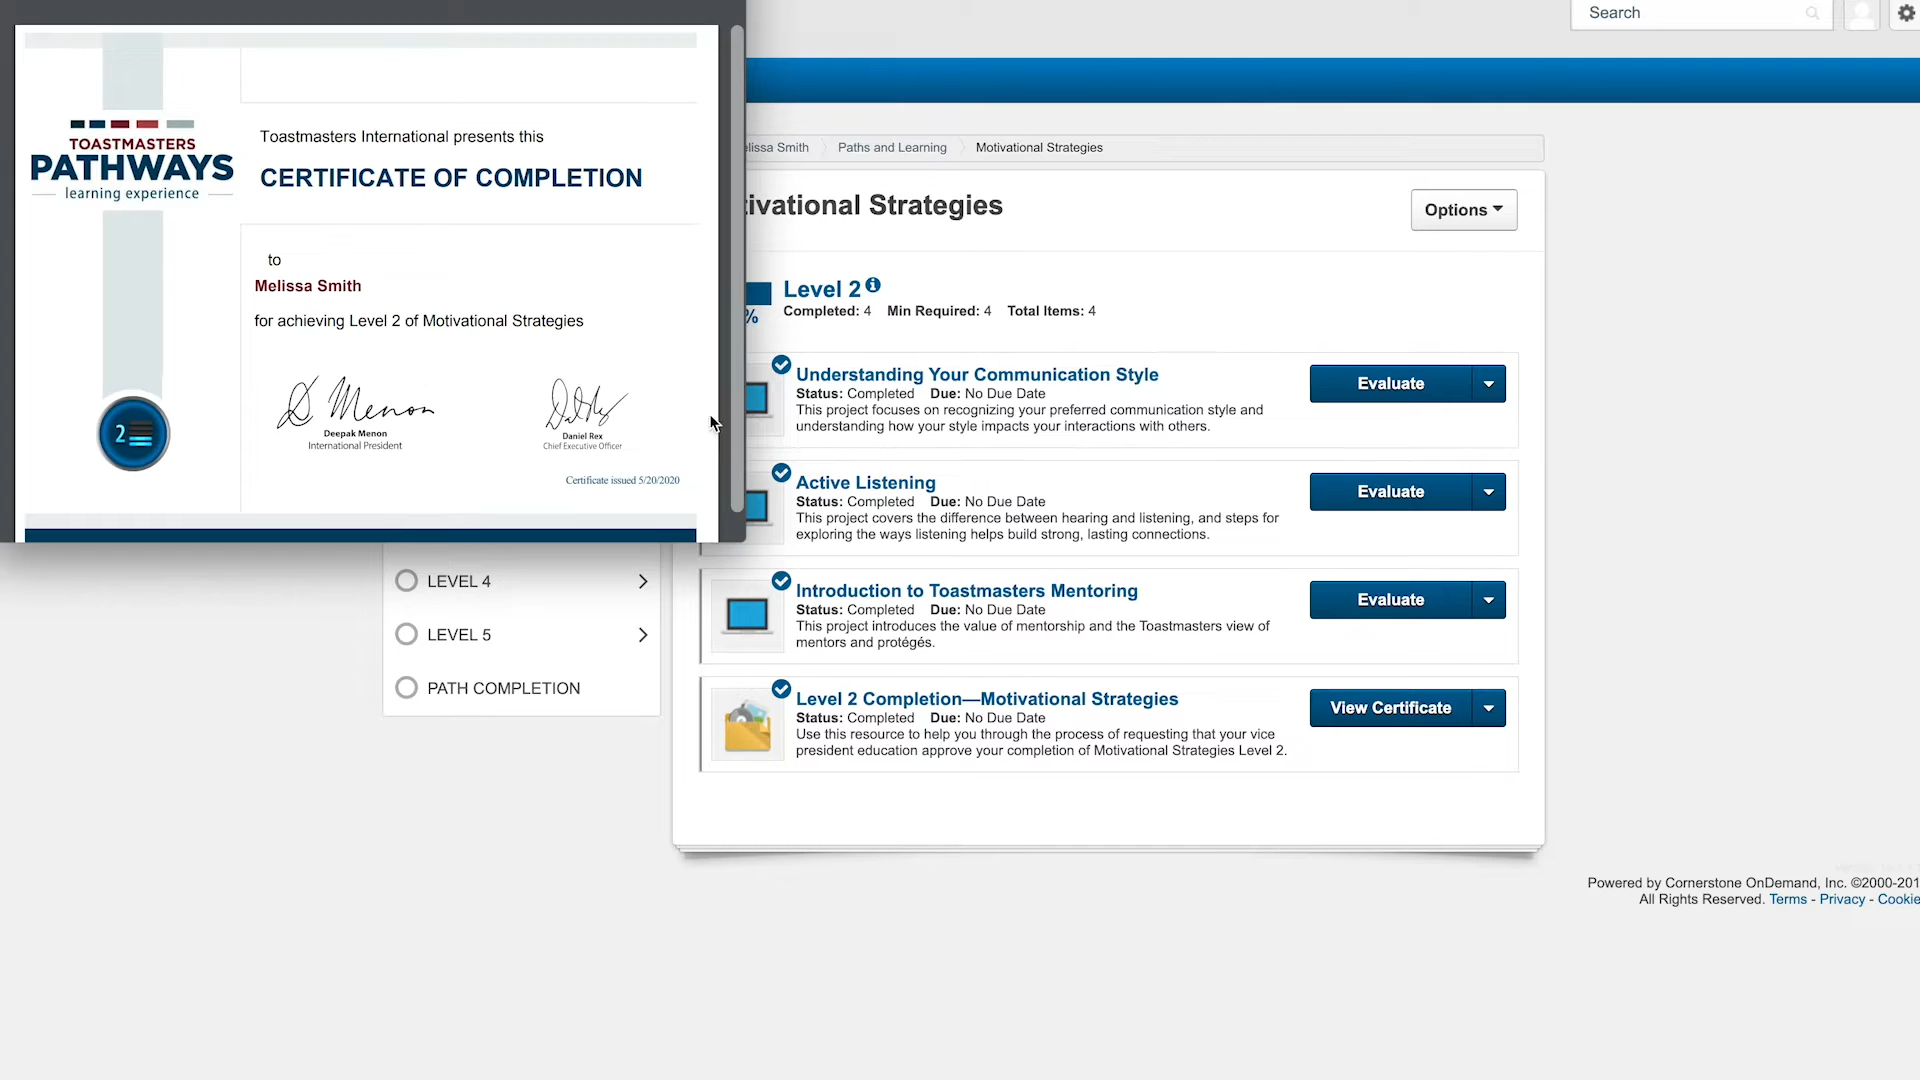 Search
TOASTMASTERS
PATHWAYS
learning experience
Toastmasters International presents this
CERTIFICATE OF COMPLETION
to
Melissa Smith
for achieving Level 2 of Motivational Strategies
Deepak Menon
International President
Daniel Rex
Chief Executive Officer
Certificate issued 5/20/2020
2
Smith
Paths and Learning
Motivational Strategies
Strategies
Options
Level 2
%
Completed: 4 Min Required: 4 Total Items: 4
Understanding Your Communication Style
Status: Completed Due: No Due Date
This project focuses on recognizing your preferred communication style and
understanding how your style impacts your interactions with others.
Evaluate
Active Listening
Status: Completed Due: No Due Date
This project covers the difference between hearing and listening, and steps for
exploring the ways listening helps build strong, lasting connections.
Evaluate
Introduction to Toastmasters Mentoring
Status: Completed Due: No Due Date
This project introduces the value of mentorship and the Toastmasters view of
mentors and protégés.
Evaluate
Level 2 Completion—Motivational Strategies
Status: Completed Due: No Due Date
Use this resource to help you through the process of requesting that your vice
president education approve your completion of Motivational Strategies Level 2.
View Certificate
LEVEL 4
LEVEL 5
PATH COMPLETION
Powered by Cornerstone OnDemand, Inc. ©2000-201
All Rights Reserved. Terms - Privacy - Cookie